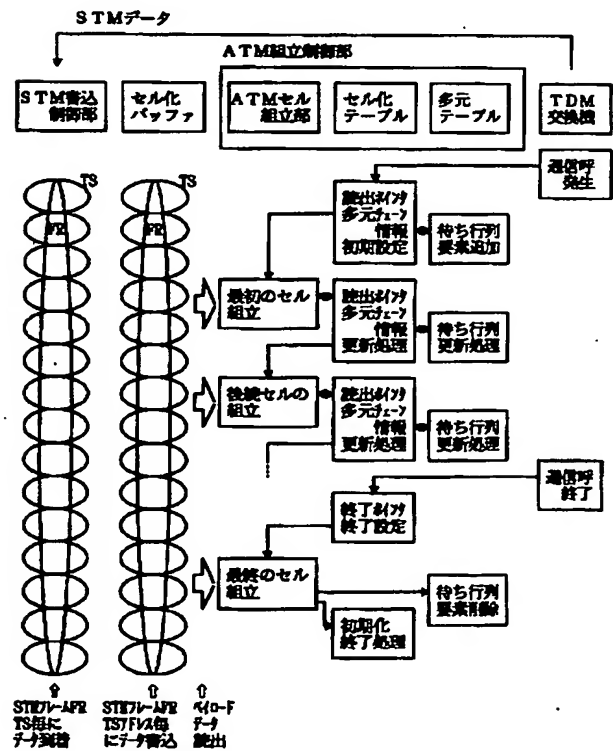 STMデータ
ATM組立制御部
STM書込
制御部
セル化
バッファ
ATMセル
組立部
セル化
テーブル
多元
テーブル
TDM
交換機
TS
FR
TS
FR
通信呼
発生
読出ポインタ
多元チェーン
情報
初期設定
待ち行列
要素追加
最初のセル
組立
読出ポインタ
多元チェーン
情報
更新処理
待ち行列
更新処理
後続セルの
組立
読出ポインタ
多元チェーン
情報
更新処理
待ち行列
更新処理
通信呼
終了
終了ポインタ
終了設定
最終のセル
組立
待ち行列
要素削除
初期化
終了処理
STMフレームFR
TS毎に
データ到着
STMフレームFR
TSアドレス毎
にデータ書込
ペイロード
データ
読出